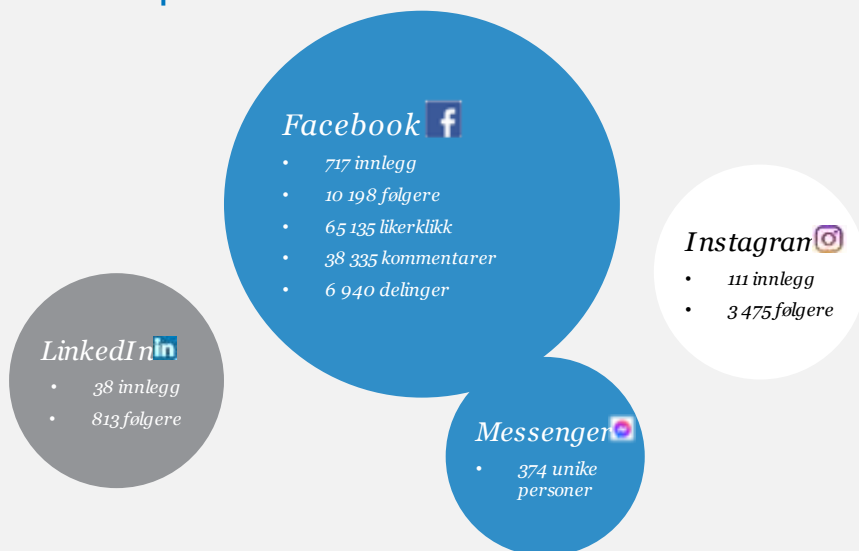 Facebook
• 717 innlegg
• 10 198 følgere
• 65 135 likerklikk
• 38 335 kommentarer
• 6 940 delinger
Instagram
• 111 innlegg
• 3 475 følgere
LinkedIn
• 38 innlegg
• 813 følgere
Messenger
• 374 unike
personer